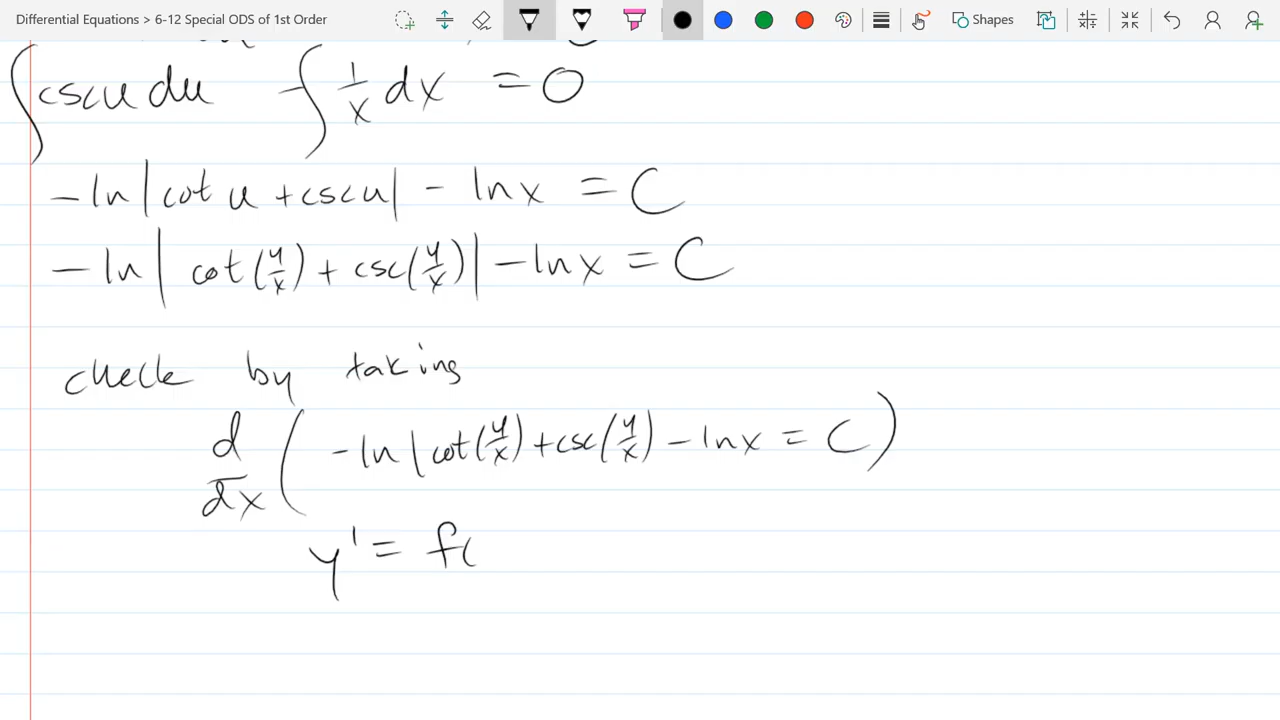 Differential Equations > 6-12 Special ODS of 1st Order
Shapes
∫ csc u du - ∫ 1/x dx = 0
-ln|cot u + csc u| - ln x = C
-ln|cot(y/x) + csc(y/x)| - ln x = C
check by taking
d/dx ( -ln|cot(y/x) + csc(y/x) - ln x = C )
y' = f(